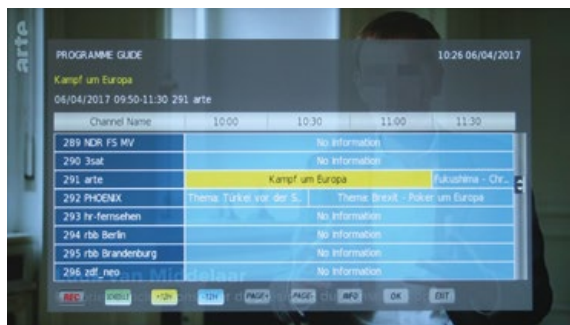 arte
PROGRAMME GUIDE 10:26 06/04/2017
Kampf um Europa
06/04/2017 09:50-11:30 291 arte
Channel Name 10:00 10:30 11:00 11:30
289 NDR FS MV No Information
290 3sat No Information
291 arte Kampf um Europa Fukushima - Chr..
292 PHOENIX Thema: Türkei vor der S.. Thema: Brexit - Poker um Europa
293 hr-fernsehen No Information
294 rbb Berlin No Information
295 rbb Brandenburg No Information
296 zdf_neo No Information
van Middelaar
REC +12H -12H PAGE+ PAGE- INFO OK EXIT